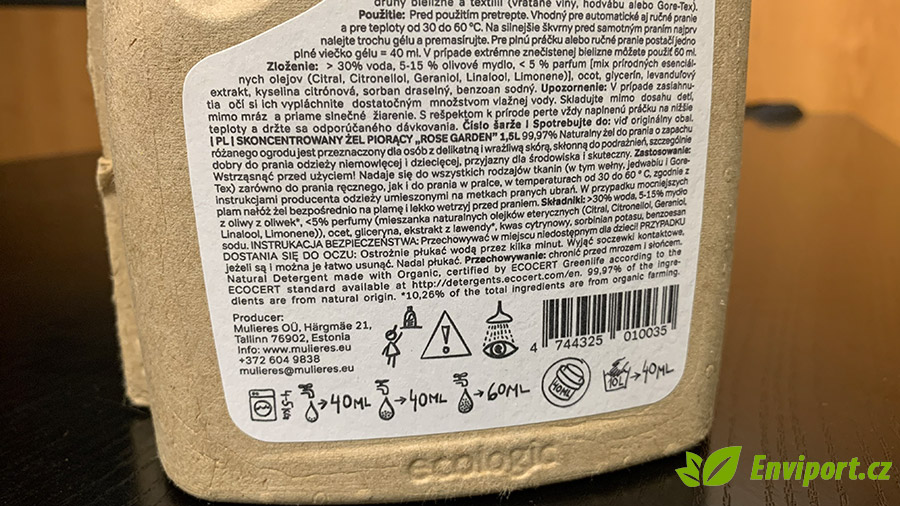 druhy bielizne a textílií (vrátane vlny, hodvábu alebo Gore-Tex).
Použitie: Pred použitím pretrepte. Vhodný pre automatické aj ručné pranie
a pre teploty od 30 do 60 °C. Na silnejšie škvrny pred samotným praním najprv
nalejte trochu gélu a premasírujte. Pre plnú práčku alebo ručné pranie postačí jedno
plné viečko gélu = 40 ml. V prípade extrémne znečistenej bielizne môžete použiť 60 ml.
Zloženie: > 30% voda, 5-15 % olivové mydlo, < 5 % parfum [mix prírodných esenciál-
nych olejov (Citral, Citronellol, Geraniol, Linalool, Limonene)], ocot, glycerín, levanduľový
extrakt, kyselina citrónová, sorban draselný, benzoan sodný. Upozornenie: V prípade zasiahnu-
tia očí si ich vypláchnite dostatočným množstvom vlažnej vody. Skladujte mimo dosahu detí,
mimo mráz a priame slnečné žiarenie. S rešpektom k prírode perte vždy naplnenú práčku na nižšie
teploty a držte sa odporúčaného dávkovania. Číslo šarže | Spotrebujte do: viď originálny obal.
| PL | SKONCENTROWANY ŻEL PIORĄCY „ROSE GARDEN" 1,5L 99,97% Naturalny żel do prania o zapachu
różanego ogrodu jest przeznaczony dla osób z delikatną i wrażliwą skórą, skłonną do podrażnień, szczególnie
dobry do prania odzieży niemowlęcej i dziecięcej, przyjazny dla środowiska i skuteczny. Zastosowanie:
Wstrząsnąć przed użyciem! Nadaje się do wszystkich rodzajów tkanin (w tym wełny, jedwabiu i Gore-
Tex) zarówno do prania ręcznego, jak i do prania w pralce, w temperaturach od 30 do 60 °C, zgodnie z
instrukcjami producenta odzieży umieszonymi na metkach pranych ubrań. W przypadku mocniejszych
plam nałóż żel bezpośrednio na plamę i lekko wetrzyj przed praniem. Składniki: >30% woda, 5-15% mydło
z oliwy z oliwek*, <5% perfumy (mieszanka naturalnych olejków eterycznych (Citral, Citronellol, Geraniol,
Linalool, Limonene)), ocet, gliceryna, ekstrakt z lawendy*, kwas cytrynowy, sorbinian potasu, benzoesan
sodu. INSTRUKACJA BEZPIECZEŃSTWA: Przechowywać w miejscu niedostępnym dla dzieci! PRZYPADKU
DOSTANIA SIĘ DO OCZU: Ostrożnie płukać wodą przez kilka minut. Wyjąć soczewki kontaktowe,
jeżeli są i można je łatwo usunąć. Nadal płukać. Przechowywanie: chronić przed mrozem i słońcem.
Natural Detergent made with Organic, certified by ECOCERT Greenlife according to the
ECOCERT standard available at http://detergents.ecocert.com/en. 99,97% of the ingre-
dients are from natural origin. *10,26% of the total ingredients are from organic farming.
Producer:
Mulieres OÜ, Härgmäe 21,
Tallinn 76902, Estonia
Info: www.mulieres.eu
+372 604 9838
mulieres@mulieres.eu
4 744325 010035
4-5 kg
→40ML
→40ML
→60ML
40ML
10L →40ML
ecologic
Enviport.cz